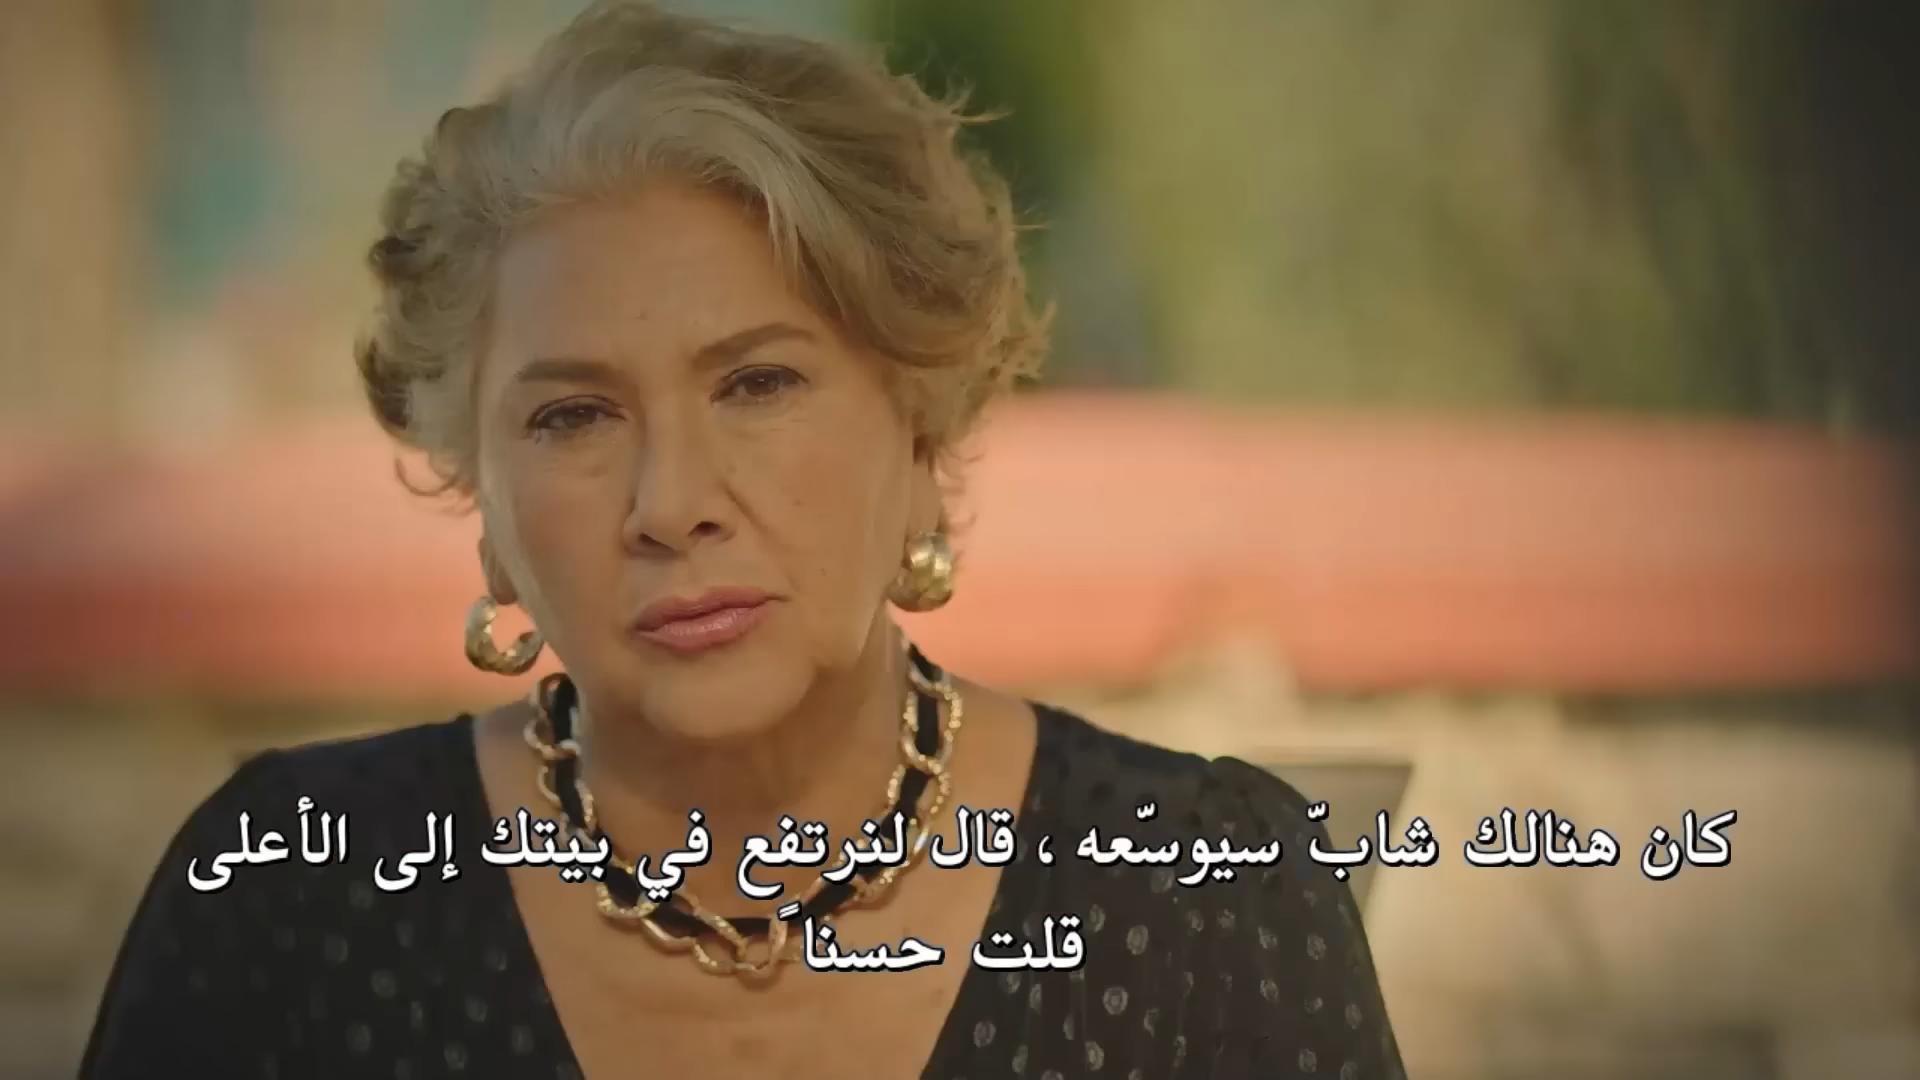 كان هنالك شابّ سيوسّعه ، قال لنرتفع في بيتك إلى الأعلى
قلت حسناً